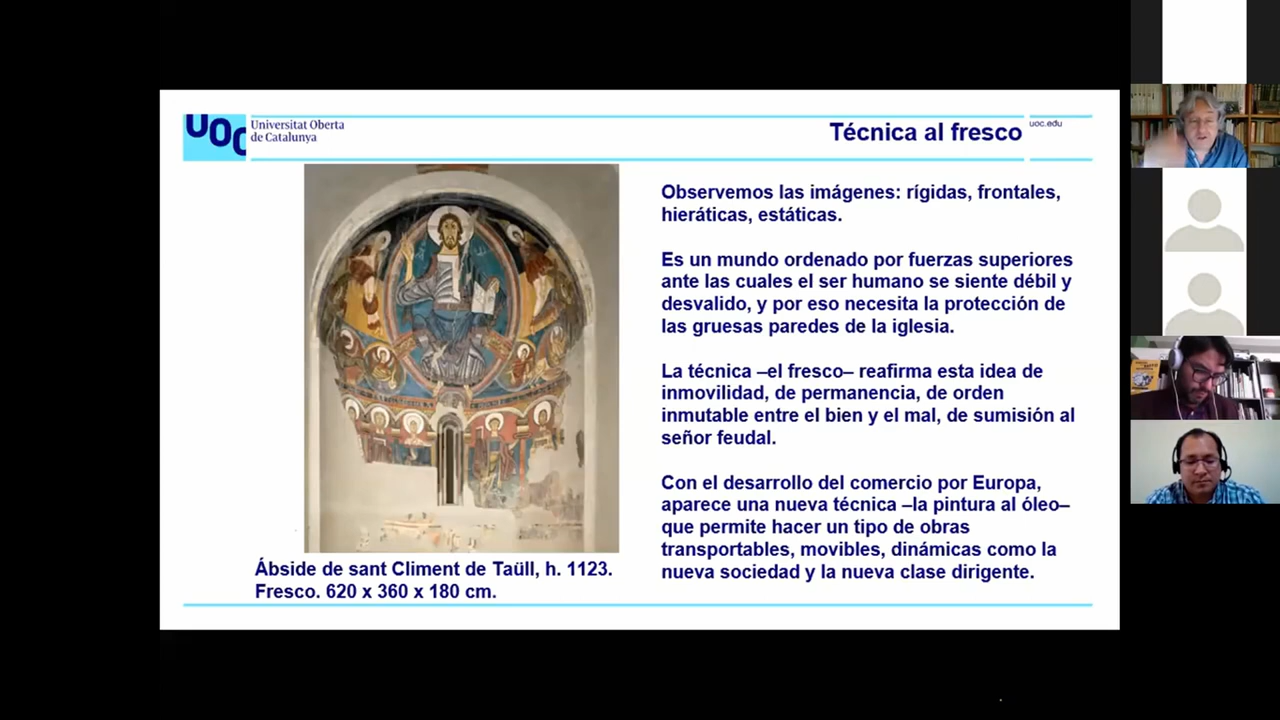 UOC
Universitat Oberta
de Catalunya
Técnica al fresco
uoc.edu
Observemos las imágenes: rígidas, frontales,
hieráticas, estáticas.
Es un mundo ordenado por fuerzas superiores
ante las cuales el ser humano se siente débil y
desvalido, y por eso necesita la protección de
las gruesas paredes de la iglesia.
La técnica –el fresco– reafirma esta idea de
inmovilidad, de permanencia, de orden
inmutable entre el bien y el mal, de sumisión al
señor feudal.
Con el desarrollo del comercio por Europa,
aparece una nueva técnica –la pintura al óleo–
que permite hacer un tipo de obras
transportables, movibles, dinámicas como la
nueva sociedad y la nueva clase dirigente.
Ábside de sant Climent de Taüll, h. 1123.
Fresco. 620 x 360 x 180 cm.